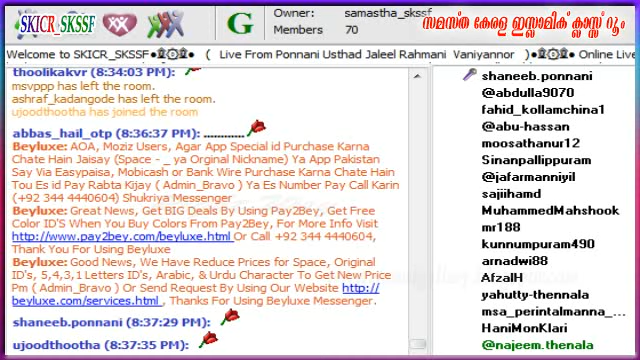 SKICR_SKSSF
G
Owner: samastha_skssf
Members 70
സമസ്ത കേരള ഇസ്ലാമിക് ക്ലാസ്സ് റൂം
Welcome to SKICR_SKSSF ( Live From Ponnani Usthad Jaleel Rahmani Vaniyannor ) Online Live
thoolikakvr (8:34:03 PM):
msvppp has left the room.
ashraf_kadangode has left the room.
ujoodthootha has joined the room
abbas_hail_otp (8:36:37 PM): ............
Beyluxe: AOA, Moziz Users, Agar App Special id Purchase Karna
Chate Hain Jaisay (Space - _ ya Orginal Nickname) Ya App Pakistan
Say Via Easypaisa, Mobicash or Bank Wire Purchase Karna Chate Hain
Tou Es id Pay Rabta Kijay ( Admin_Bravo ) Ya Es Number Pay Call Karin
(+92 344 4440604) Shukriya Messenger
Beyluxe: Great News, Get BIG Deals By Using Pay2Bey, Get Free
Color ID'S When You Buy Colors From Pay2Bey, For More Info Visit
http://www.pay2bey.com/beyluxe.html Or Call +92 344 4440604,
Thank You For Using Beyluxe
Beyluxe: Good News, We Have Reduce Prices for Space, Original
ID's, 5,4,3,1 Letters ID's, Arabic, & Urdu Character To Get New Price
Pm ( Admin_Bravo ) Or Send Request By Using Our Website http://
beyluxe.com/services.html , Thanks For Using Beyluxe Messenger.
shaneeb.ponnani (8:37:29 PM):
ujoodthootha (8:37:35 PM):
shaneeb.ponnani
@abdulla9070
fahid_kollamchina1
@abu-hassan
moosathanur12
Sinanpallippuram
@jafarmanniyil
sajiihamd
MuhammedMahshook
mr188
kunnumpuram490
arnadwi88
AfzalH
yahutty-thennala
msa_perintalmanna_...
HaniMonKlari
@najeem.thenala